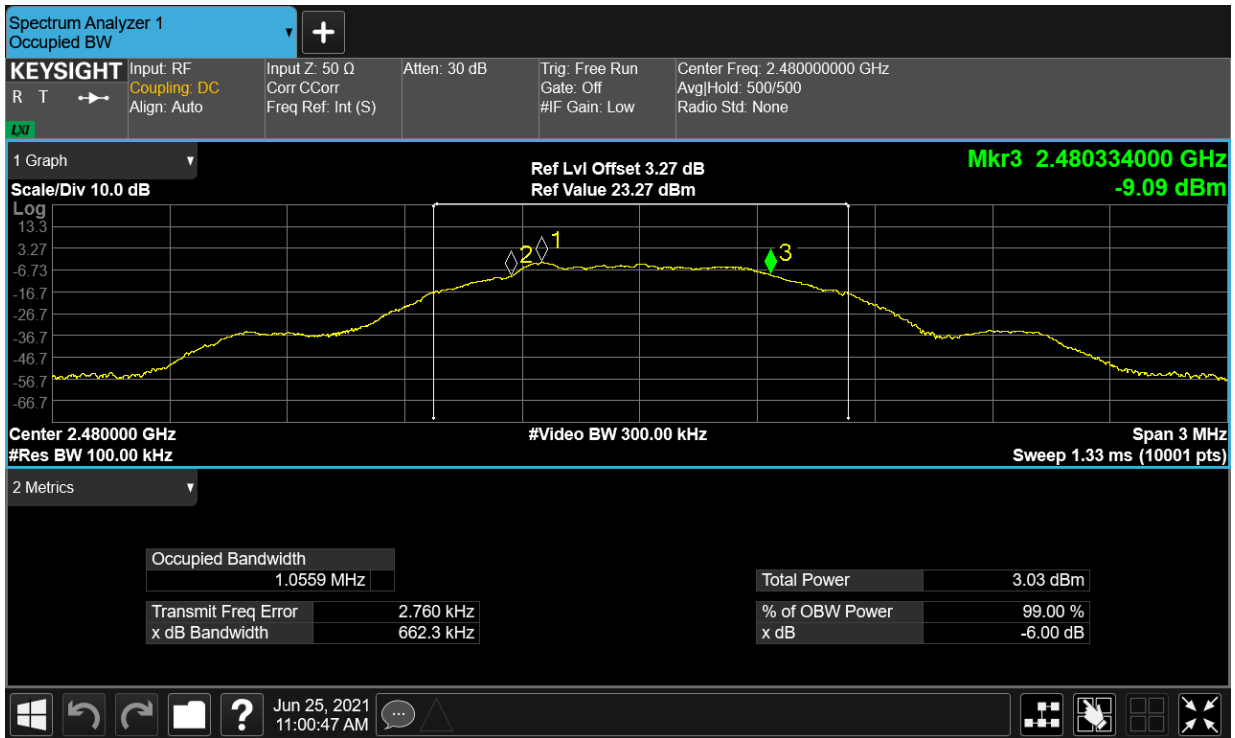 Spectrum Analyzer 1
Occupied BW
KEYSIGHT
R T
LXI
Input: RF
Coupling: DC
Align: Auto
Input Z: 50 Ω
Corr CCorr
Freq Ref: Int (S)
Atten: 30 dB
Trig: Free Run
Gate: Off
#IF Gain: Low
Center Freq: 2.480000000 GHz
Avg|Hold: 500/500
Radio Std: None
1 Graph
Scale/Div 10.0 dB
Ref Lvl Offset 3.27 dB
Ref Value 23.27 dBm
Mkr3 2.480334000 GHz
-9.09 dBm
Log
13.3
3.27
-6.73
-16.7
-26.7
-36.7
-46.7
-56.7
-66.7
2
1
3
Center 2.480000 GHz
#Video BW 300.00 kHz
Span 3 MHz
#Res BW 100.00 kHz
Sweep 1.33 ms (10001 pts)
2 Metrics
Occupied Bandwidth
1.0559 MHz
Transmit Freq Error 2.760 kHz
x dB Bandwidth 662.3 kHz
Total Power 3.03 dBm
% of OBW Power 99.00 %
x dB -6.00 dB
?
Jun 25, 2021
11:00:47 AM